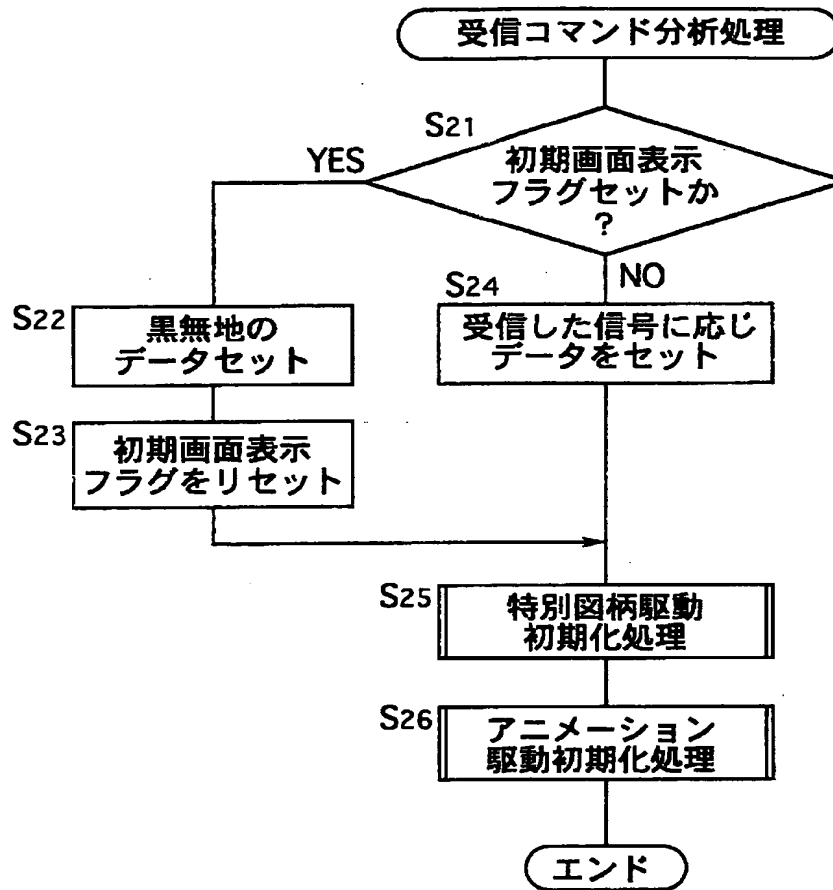 受信コマンド分析処理
S21
YES
初期画面表示
フラグセットか
?
NO
S22
黒無地の
データセット
S24
受信した信号に応じ
データをセット
S23
初期画面表示
フラグをリセット
S25
特別図柄駆動
初期化処理
S26
アニメーション
駆動初期化処理
エンド